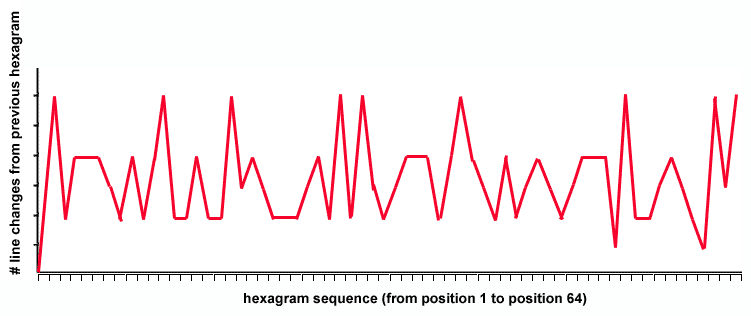 # line changes from previous hexagram
hexagram sequence (from position 1 to position 64)